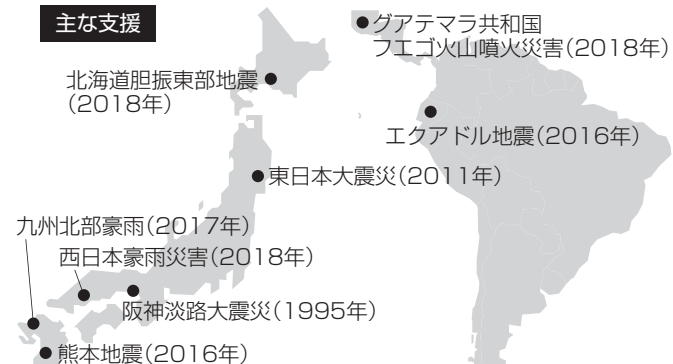 主な支援
グアテマラ共和国
フエゴ火山噴火災害(2018年)
北海道胆振東部地震
(2018年)
エクアドル地震(2016年)
東日本大震災(2011年)
九州北部豪雨(2017年)
西日本豪雨災害(2018年)
阪神淡路大震災(1995年)
熊本地震(2016年)